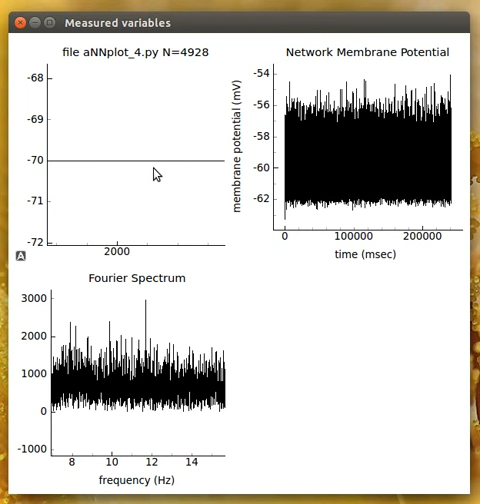 Measured variables
file aNNplot_4.py N=4928
-68
-69
-70
-71
-72
2000
Network Membrane Potential
membrane potential (mV)
-54
-56
-58
-60
-62
0 100000 200000
time (msec)
A
Fourier Spectrum
3000
2000
1000
0
-1000
8 10 12 14
frequency (Hz)